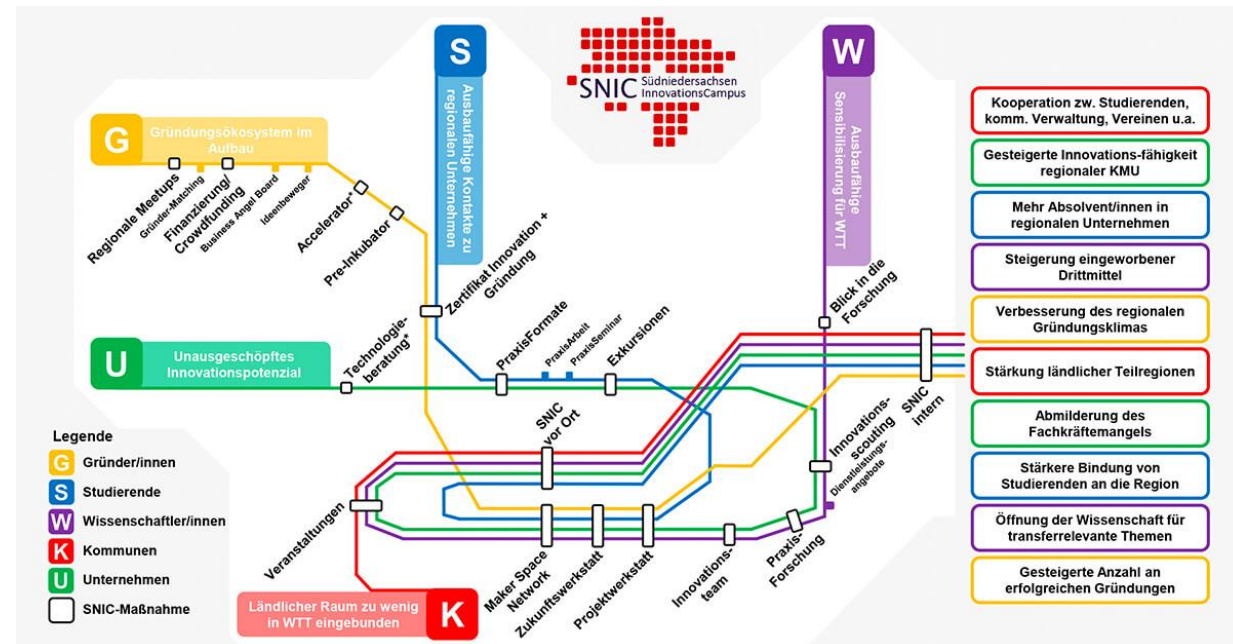 S
Ausbaufähige Kontakte zu
regionalen Unternehmen
SNIC Südniedersachsen
InnovationsCampus
W
Ausbaufähige
Sensibilisierung für WTT
G
Gründungsökosystem im
Aufbau
Regionale Meetups
Gründer-Matching
Finanzierung/
Crowdfunding
Business Angel Board
Ideenbeweger
Accelerator*
Pre-Inkubator
Zertifikat Innovation +
Gründung
U
Unausgeschöpftes
Innovationspotenzial
Technologie-
beratung*
PraxisFormate
PraxisArbeit
PraxisSeminar
Exkursionen
Blick in die
Forschung
SNIC
vor Ort
Innovations-
scouting
Dienstleistungs-
angebote
SNIC
intern
Veranstaltungen
Maker Space
Network
Zukunftswerkstatt
Projektwerkstatt
Innovations-
team
Praxis-
Forschung
Ländlicher Raum zu wenig
in WTT eingebunden
K
Legende
G Gründer/innen
S Studierende
W Wissenschaftler/innen
K Kommunen
U Unternehmen
SNIC-Maßnahme
Kooperation zw. Studierenden,
komm. Verwaltung, Vereinen u.a.
Gesteigerte Innovations-fähigkeit
regionaler KMU
Mehr Absolvent/innen in
regionalen Unternehmen
Steigerung eingeworbener
Drittmittel
Verbesserung des regionalen
Gründungsklimas
Stärkung ländlicher Teilregionen
Abmilderung des
Fachkräftemangels
Stärkere Bindung von
Studierenden an die Region
Öffnung der Wissenschaft für
transferrelevante Themen
Gesteigerte Anzahl an
erfolgreichen Gründungen